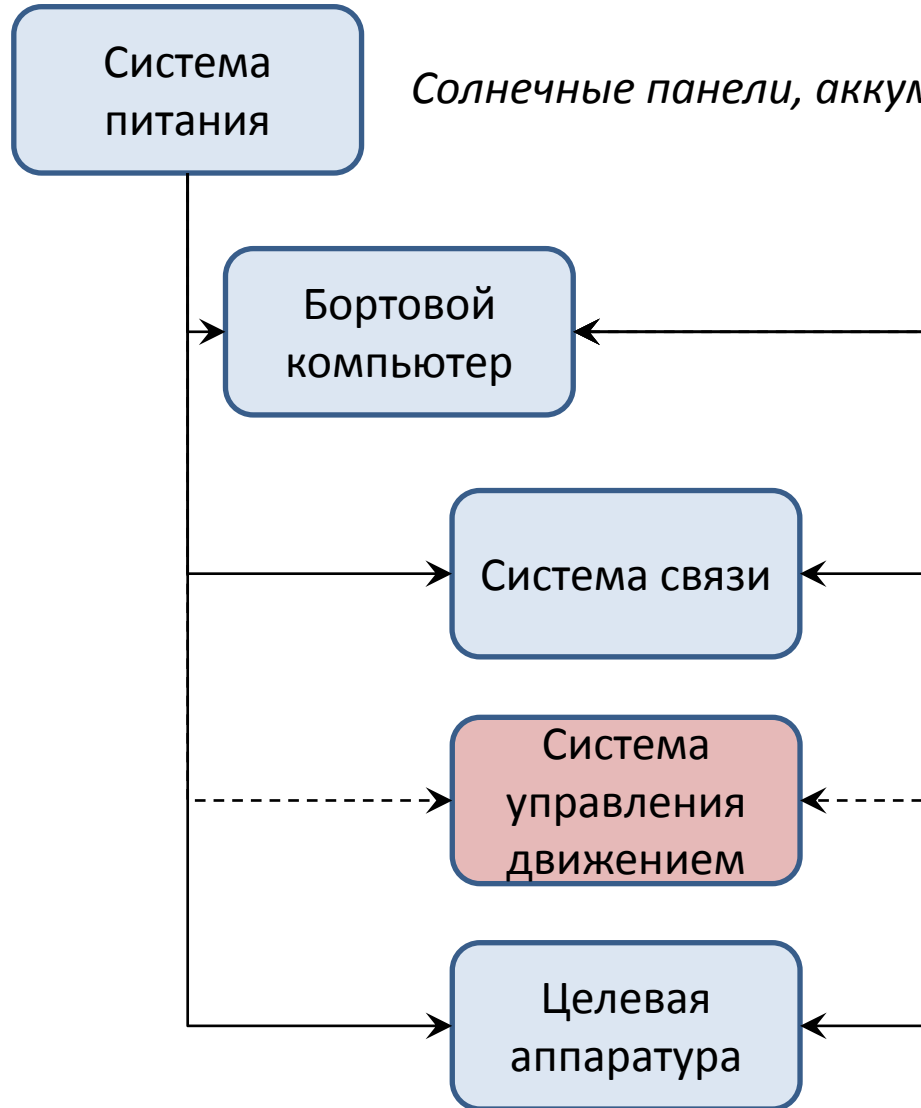 Система
питания
Солнечные панели,
Бортовой
компьютер
Система связи
Система
управления
движением
Целевая
аппаратура